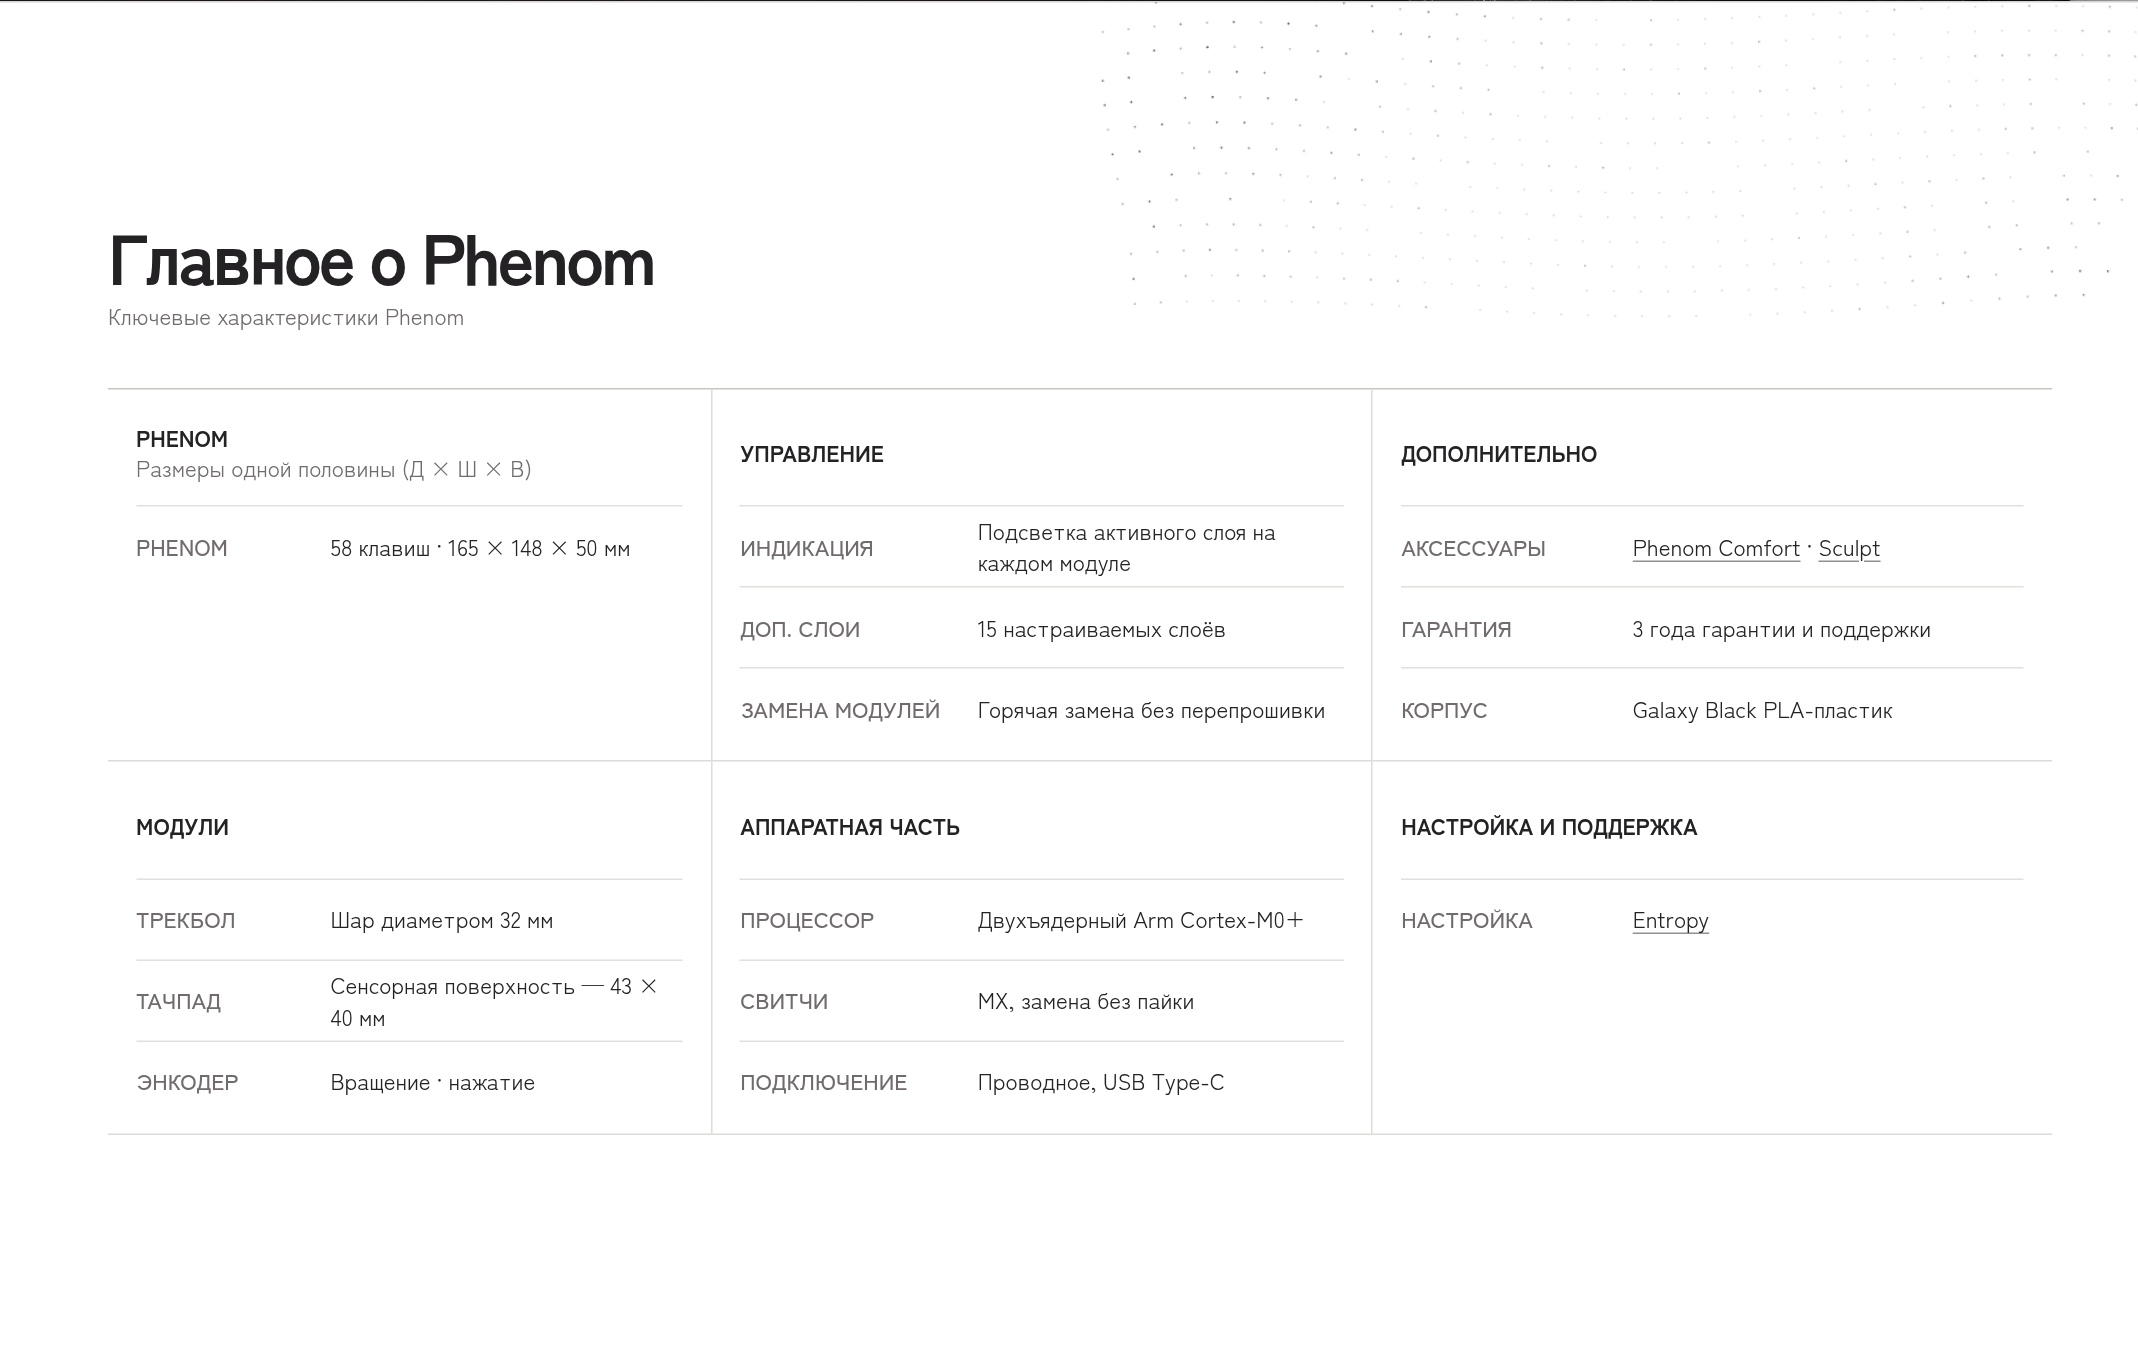 Главное о Phenom
Ключевые характеристики Phenom
PHENOM
Размеры одной половины (Д × Ш × В)
PHENOM
58 клавиш · 165 × 148 × 50 мм
УПРАВЛЕНИЕ
ИНДИКАЦИЯ
Подсветка активного слоя на
каждом модуле
ДОП. СЛОИ
15 настраиваемых слоёв
ЗАМЕНА МОДУЛЕЙ
Горячая замена без перепрошивки
ДОПОЛНИТЕЛЬНО
АКСЕССУАРЫ
Phenom Comfort · Sculpt
ГАРАНТИЯ
3 года гарантии и поддержки
КОРПУС
Galaxy Black PLA-пластик
МОДУЛИ
ТРЕКБОЛ
Шар диаметром 32 мм
ТАЧПАД
Сенсорная поверхность — 43 ×
40 мм
ЭНКОДЕР
Вращение · нажатие
АППАРАТНАЯ ЧАСТЬ
ПРОЦЕССОР
Двухъядерный Arm Cortex-M0+
СВИТЧИ
MX, замена без пайки
ПОДКЛЮЧЕНИЕ
Проводное, USB Type-C
НАСТРОЙКА И ПОДДЕРЖКА
НАСТРОЙКА
Entropy